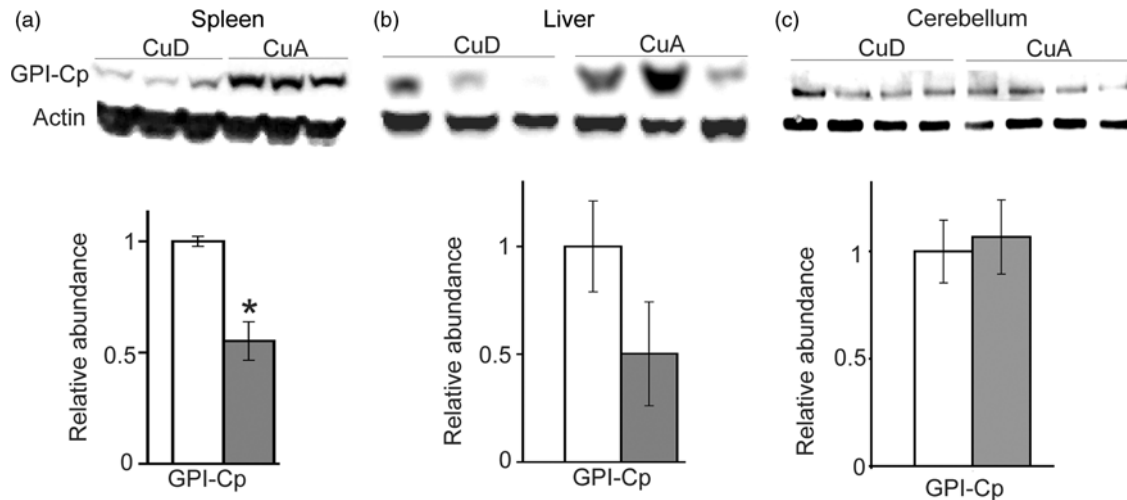 (a) Spleen
CuD CuA
GPI-Cp
Actin
Relative abundance
1
0.5
0
*
GPI-Cp
(b) Liver
CuD CuA
Relative abundance
1
0.5
0
GPI-Cp
(c) Cerebellum
CuD CuA
Relative abundance
1
0.5
0
GPI-Cp